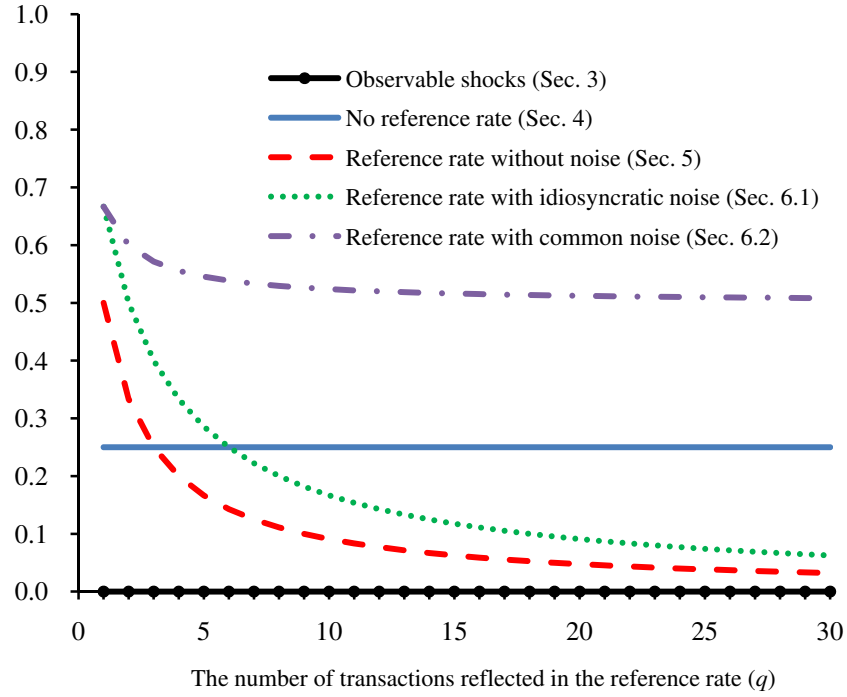 1.0
0.9
0.8
0.7
0.6
0.5
0.4
0.3
0.2
0.1
0.0
Observable shocks (Sec. 3)
No reference rate (Sec. 4)
Reference rate without noise (Sec. 5)
Reference rate with idiosyncratic noise (Sec. 6.1)
Reference rate with common noise (Sec. 6.2)
0 5 10 15 20 25 30
The number of transactions reflected in the reference rate (q)